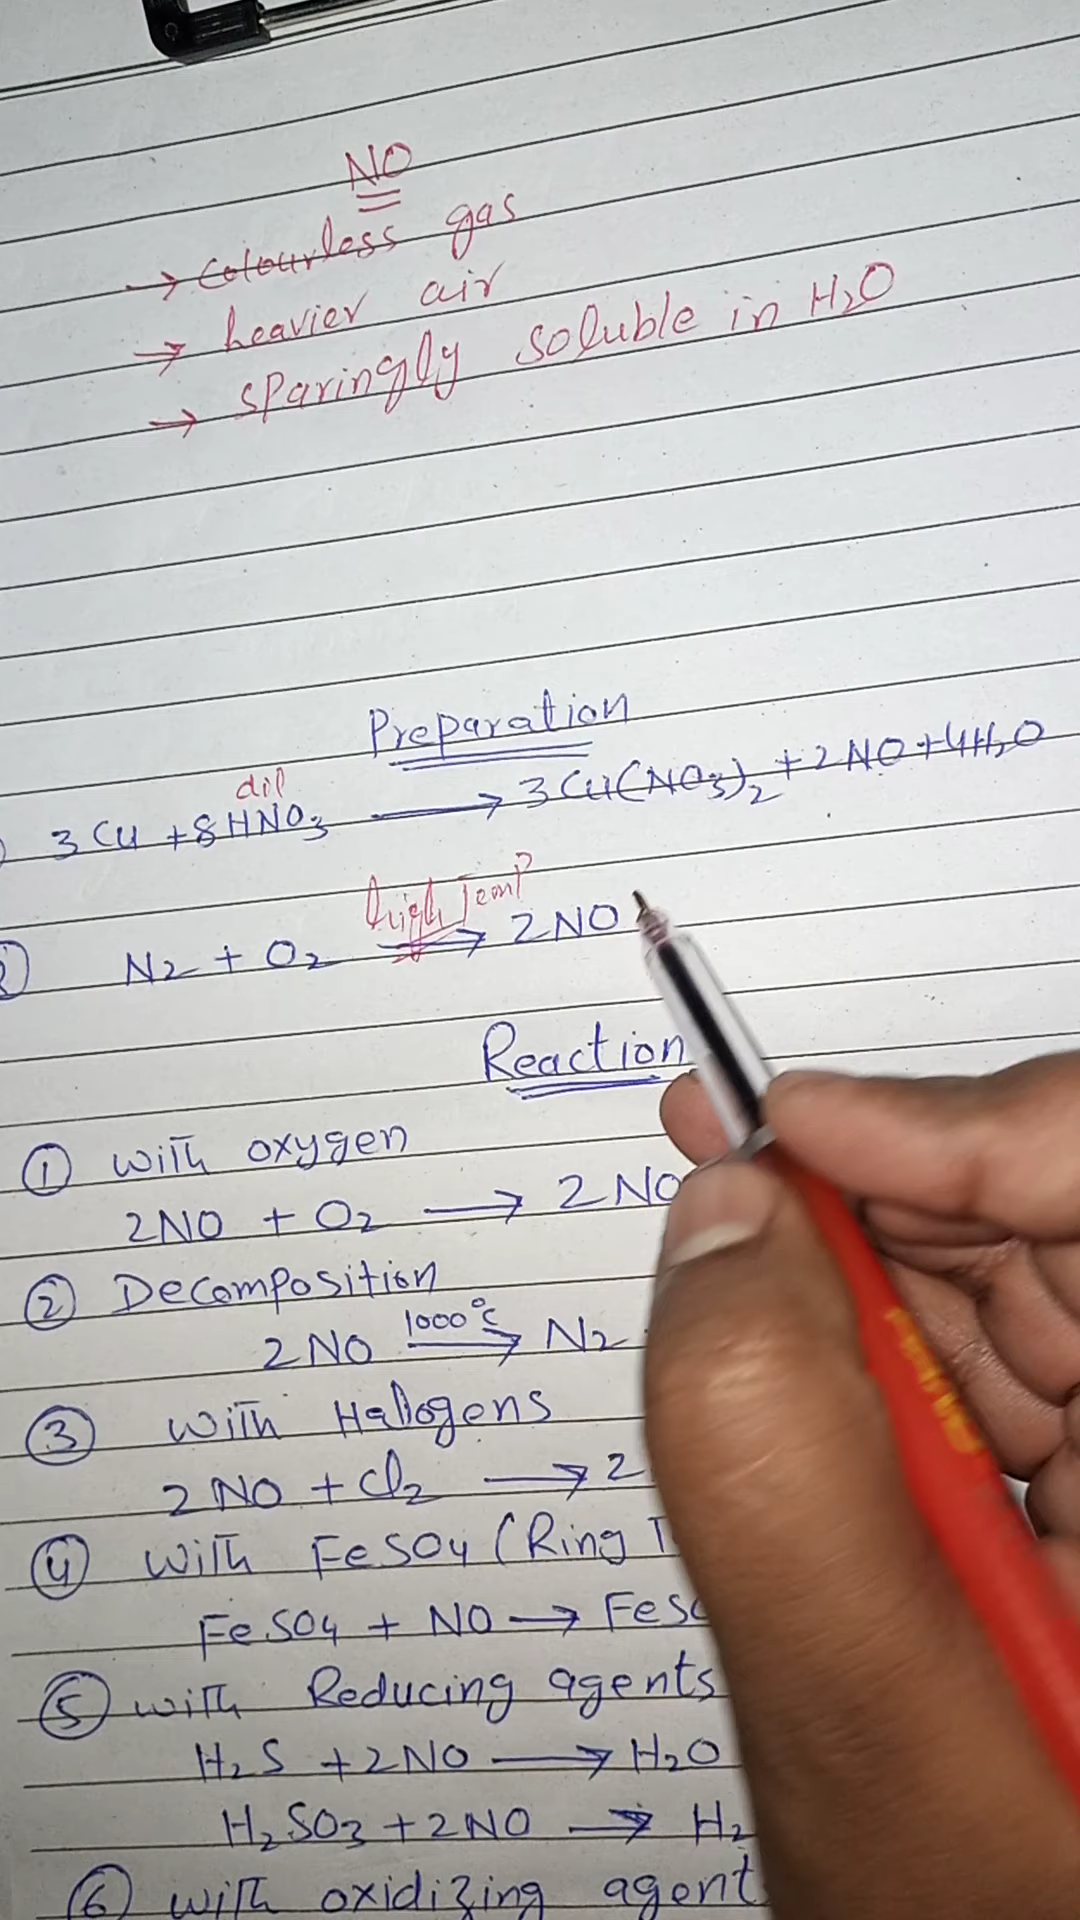 NO
→ colourless gas
→ heavier air
→ sparingly soluble in H₂O
Preparation
dil
3Cu + 8HNO₃ ⟶ 3Cu(NO₃)₂ + 2NO + 4H₂O
high Temp
N₂ + O₂ ⟶ 2NO
Reaction
① with oxygen
2NO + O₂ ⟶ 2NO
② Decomposition
2NO 1000°C ⟶ N₂
③ with Halogens
2NO + Cl₂ ⟶ 2
④ with FeSO₄ (Ring T
FeSO₄ + NO ⟶ FeS
⑤ with Reducing agents
H₂S + 2NO ⟶ H₂O
H₂SO₃ + 2NO ⟶ H₂
⑥ with oxidizing agent